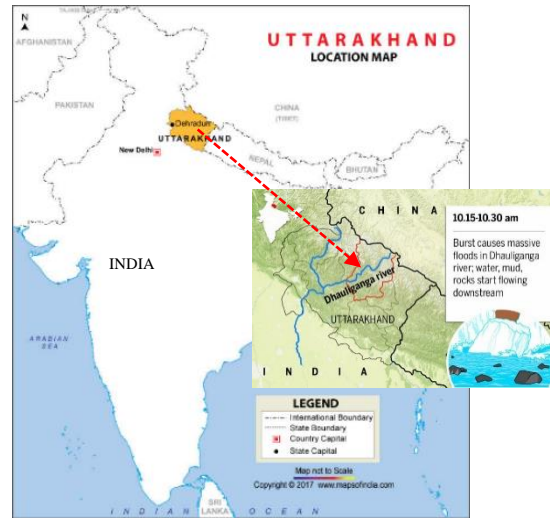 N
UTTARAKHAND
LOCATION MAP
AFGHANISTAN
PAKISTAN
CHINA
(TIBET)
Dehradun
UTTARAKHAND
New Delhi
NEPAL
BHUTAN
INDIA
ARABIAN
SEA
CHINA
Dhauliganga river
UTTARAKHAND
INDIA
10.15-10.30 am
Burst causes massive
floods in Dhauliganga
river; water, mud,
rocks start flowing
downstream
LEGEND
International Boundary
State Boundary
Country Capital
State Capital
Map not to Scale
Copyright © 2017 www.mapsofindia.com
SRI
LANKA
INDIAN OCEAN